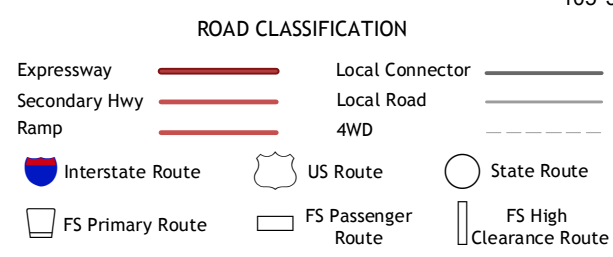 ROAD CLASSIFICATION
Expressway
Local Connector
Secondary Hwy
Local Road
Ramp
4WD
Interstate Route
US Route
State Route
FS Primary Route
FS Passenger
Route
FS High
Clearance Route